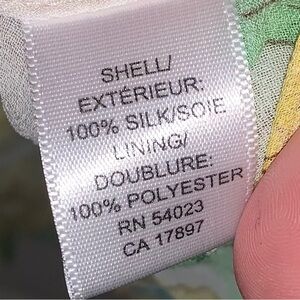 SHELL/
EXTÉRIEUR:
100% SILK/SOIE
LINING/
DOUBLURE:
100% POLYESTER
RN 54023
CA 17897